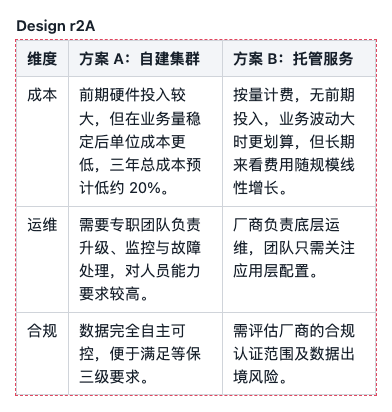 Design r2A
维度
方案 A：自建集群
方案 B：托管服务
成本
前期硬件投入较
大，但在业务量稳
定后单位成本更
低，三年总成本预
计低约 20%。
按量计费，无前期
投入，业务波动大
时更划算，但长期
来看费用随规模线
性增长。
运维
需要专职团队负责
升级、监控与故障
处理，对人员能力
要求较高。
厂商负责底层运
维，团队只需关注
应用层配置。
合规
数据完全自主可
控，便于满足等保
三级要求。
需评估厂商的合规
认证范围及数据出
境风险。